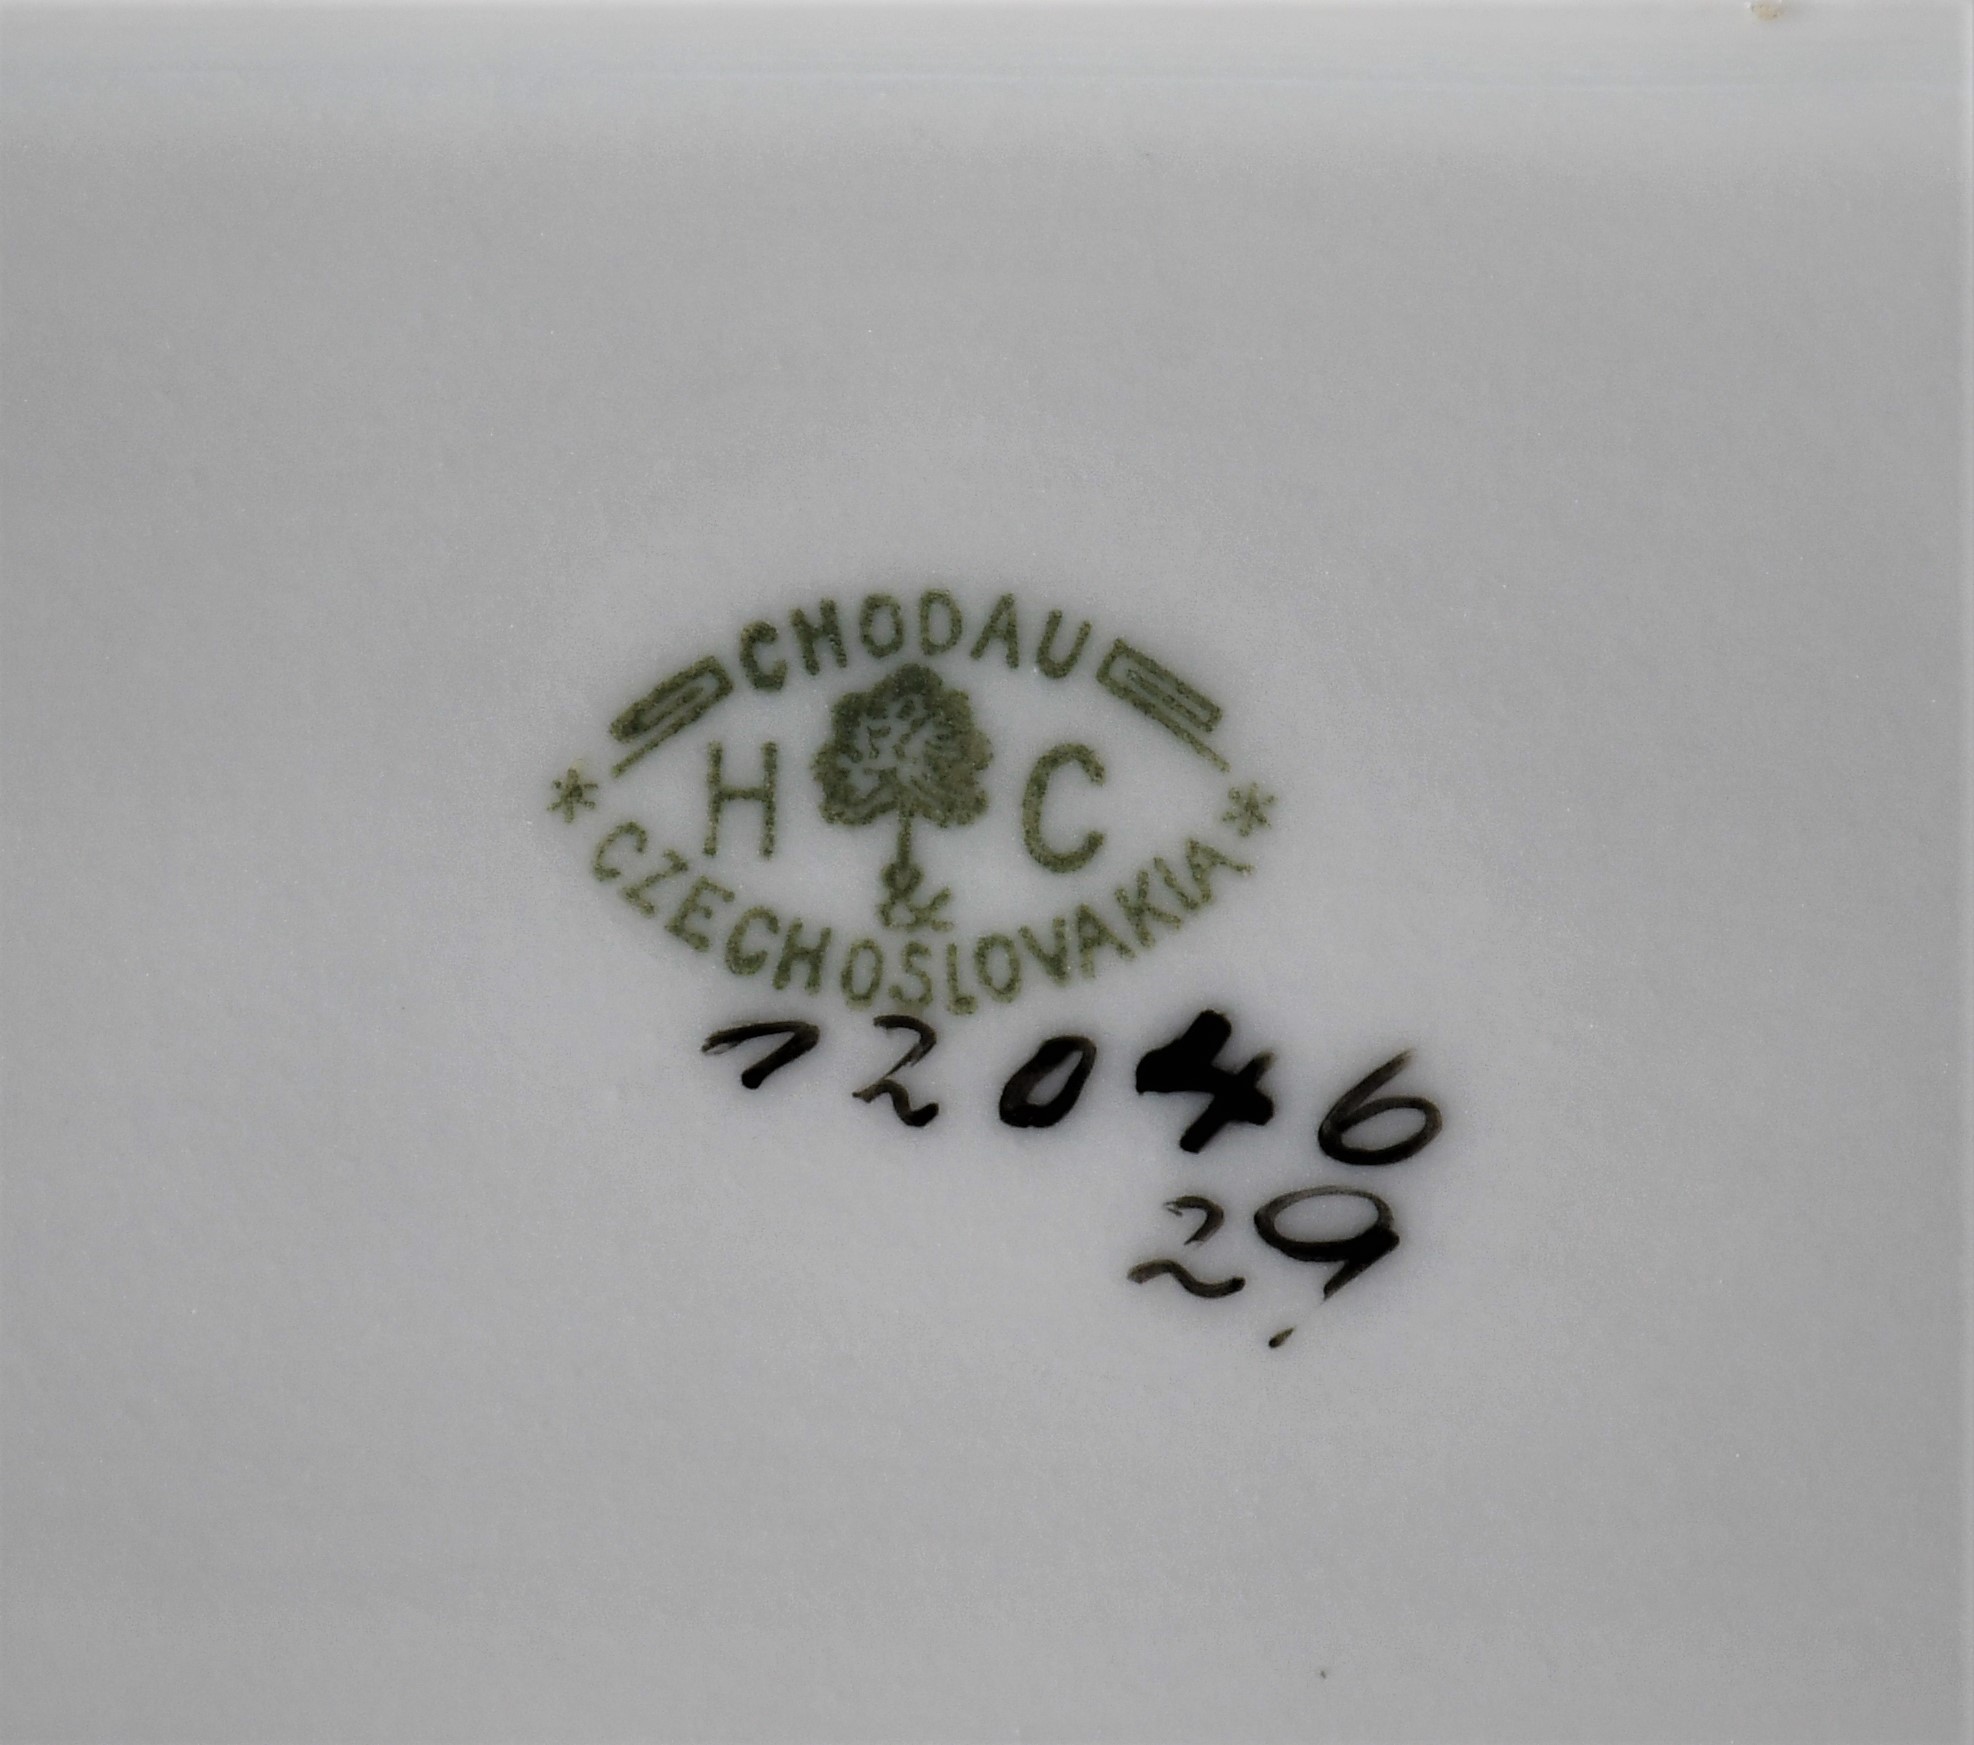 CHODAU
H & C
* CZECHOSLOVAKIA *
12046
29